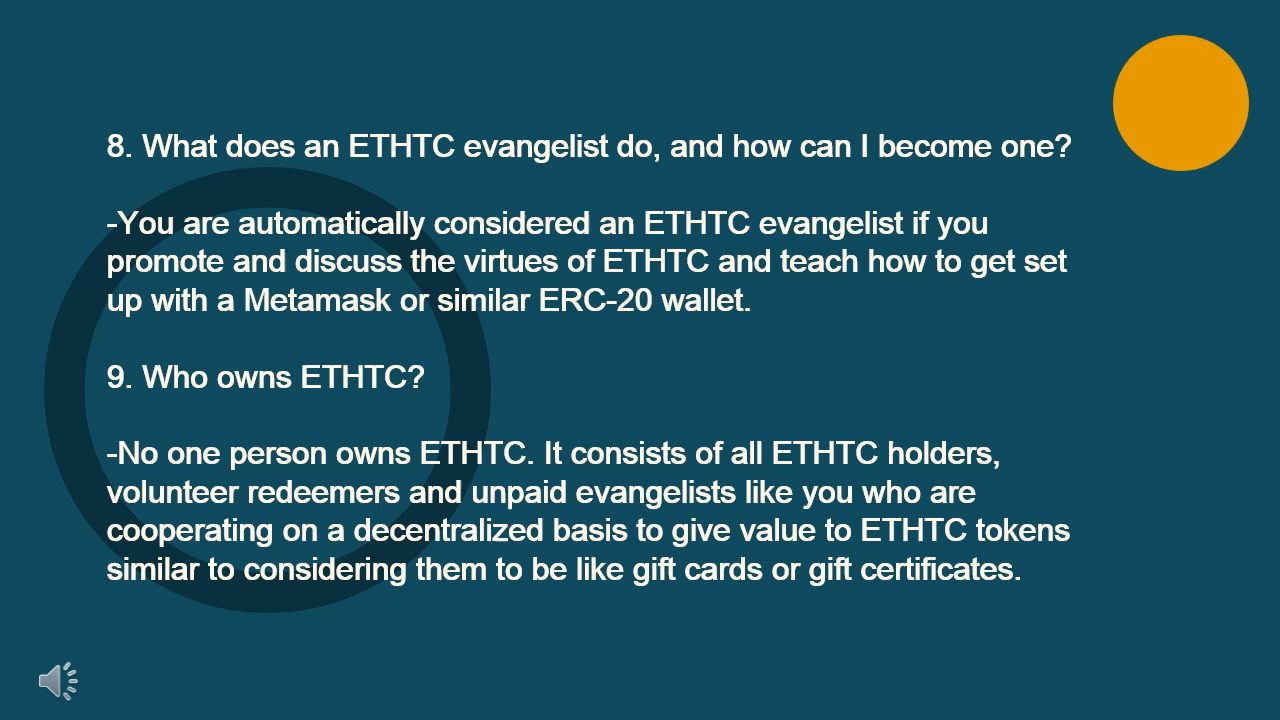 8. What does an ETHTC evangelist do, and how can I become one?
-You are automatically considered an ETHTC evangelist if you
promote and discuss the virtues of ETHTC and teach how to get set
up with a Metamask or similar ERC-20 wallet.
9. Who owns ETHTC?
-No one person owns ETHTC. It consists of all ETHTC holders,
volunteer redeemers and unpaid evangelists like you who are
cooperating on a decentralized basis to give value to ETHTC tokens
similar to considering them to be like gift cards or gift certificates.